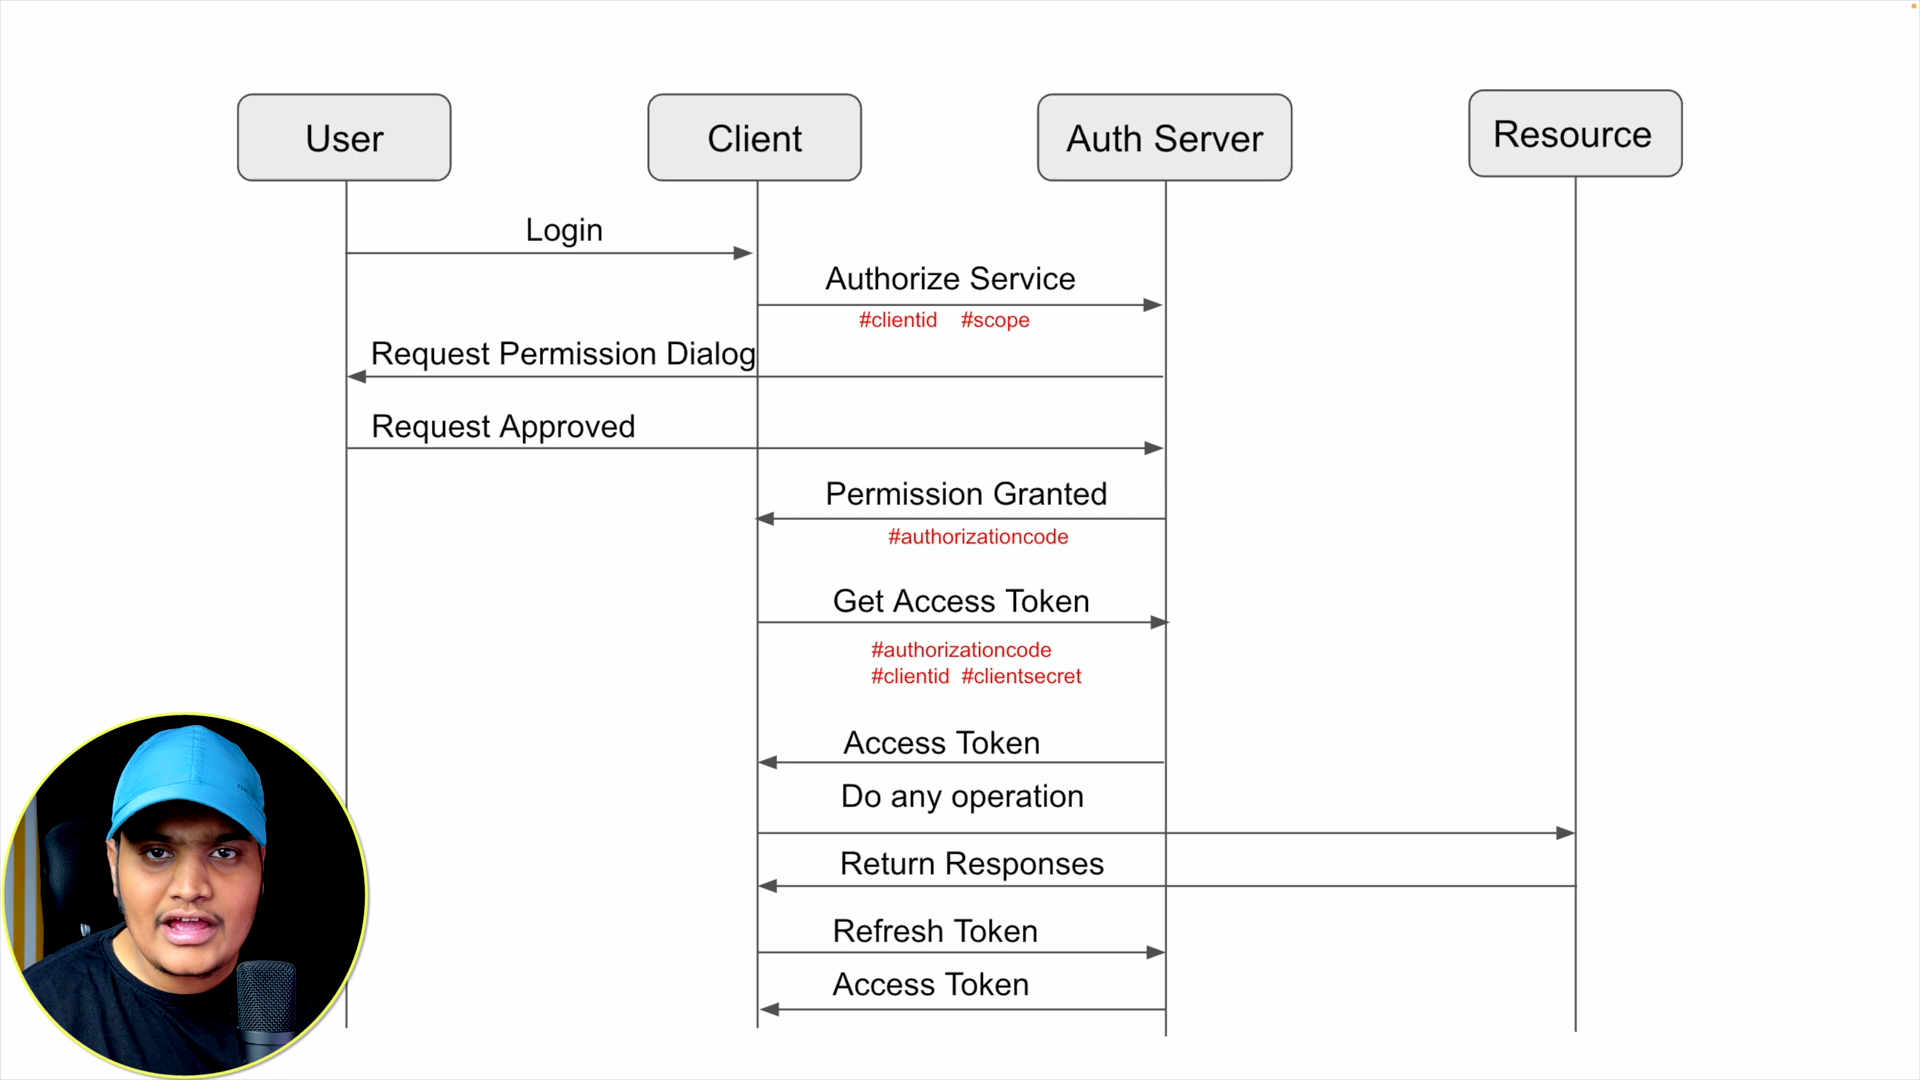 User
Client
Auth Server
Resource
Login
Authorize Service
#clientid #scope
Request Permission Dialog
Request Approved
Permission Granted
#authorizationcode
Get Access Token
#authorizationcode
#clientid #clientsecret
Access Token
Do any operation
Return Responses
Refresh Token
Access Token